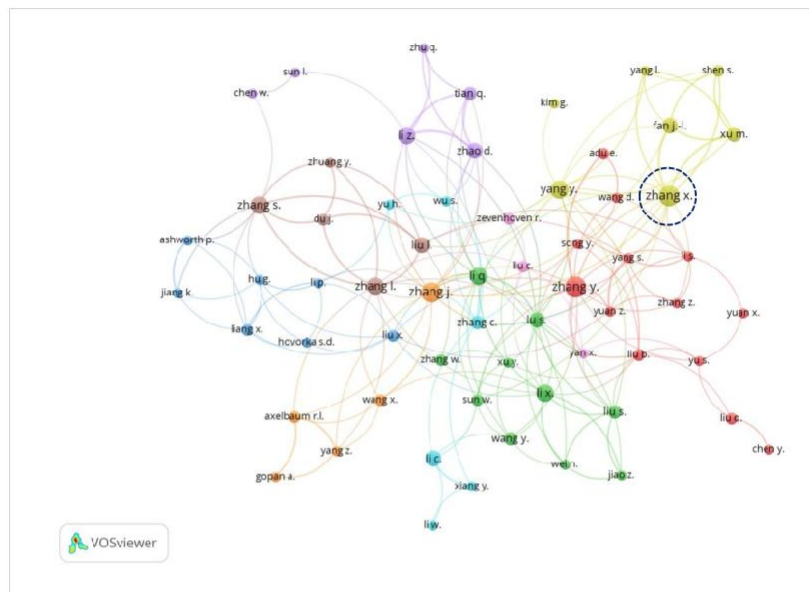 zhu q.
sun l.
yang l.
shen s.
chen w.
tian q.
kim g.
fan j.-i.
xu m.
li z.
zhao d.
adu e.
zhuang y.
yang y.
wang d.
zhang x.
zhang s.
yu h.
wu s.
du j.
zevenhoven r.
ashworth p.
liu l.
song y.
yang s.
li s.
liu c.
hu g.
li p.
li q.
jiang k.
zhang l.
zhang j.
zhang y.
zhang z.
yuan z.
yuan x.
liang x.
zhang c.
lu s.
liu x.
hovorka s.d.
yan x.
liu b.
zhang w.
xu y.
yu s.
wang x.
sun w.
li x.
axelbaum r.l.
liu s.
liu q.
wang y.
yang z.
chen y.
li c.
wei n.
gopan a.
jiao z.
xiang y.
li w.
VOSviewer